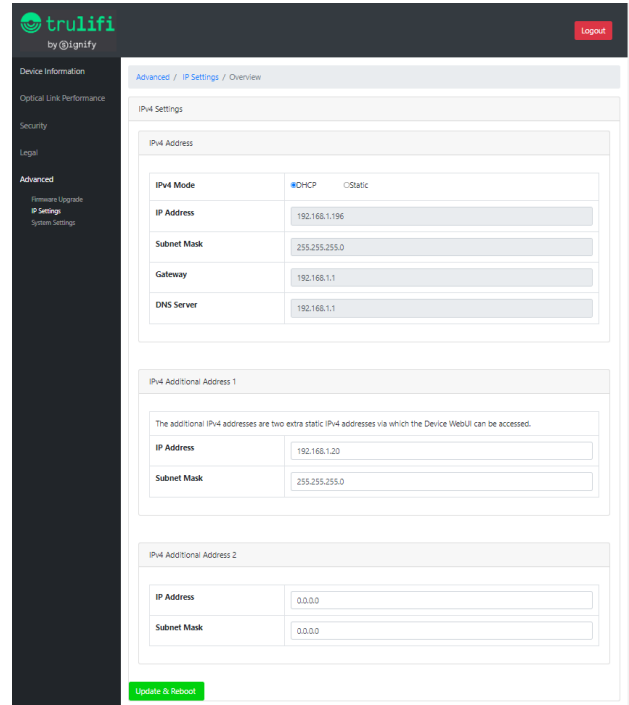 trulifi
by Signify
Logout
Device Information
Optical Link Performance
Security
Legal
Advanced
Firmware Upgrade
IP Settings
System Settings
Advanced / IP Settings / Overview
IPv4 Settings
IPv4 Address
IPv4 Mode DHCP Static
IP Address 192.168.1.196
Subnet Mask 255.255.255.0
Gateway 192.168.1.1
DNS Server 192.168.1.1
IPv4 Additional Address 1
The additional IPv4 addresses are two extra static IPv4 addresses via which the Device WebUI can be accessed.
IP Address 192.168.1.20
Subnet Mask 255.255.255.0
IPv4 Additional Address 2
IP Address 0.0.0.0
Subnet Mask 0.0.0.0
Update & Reboot